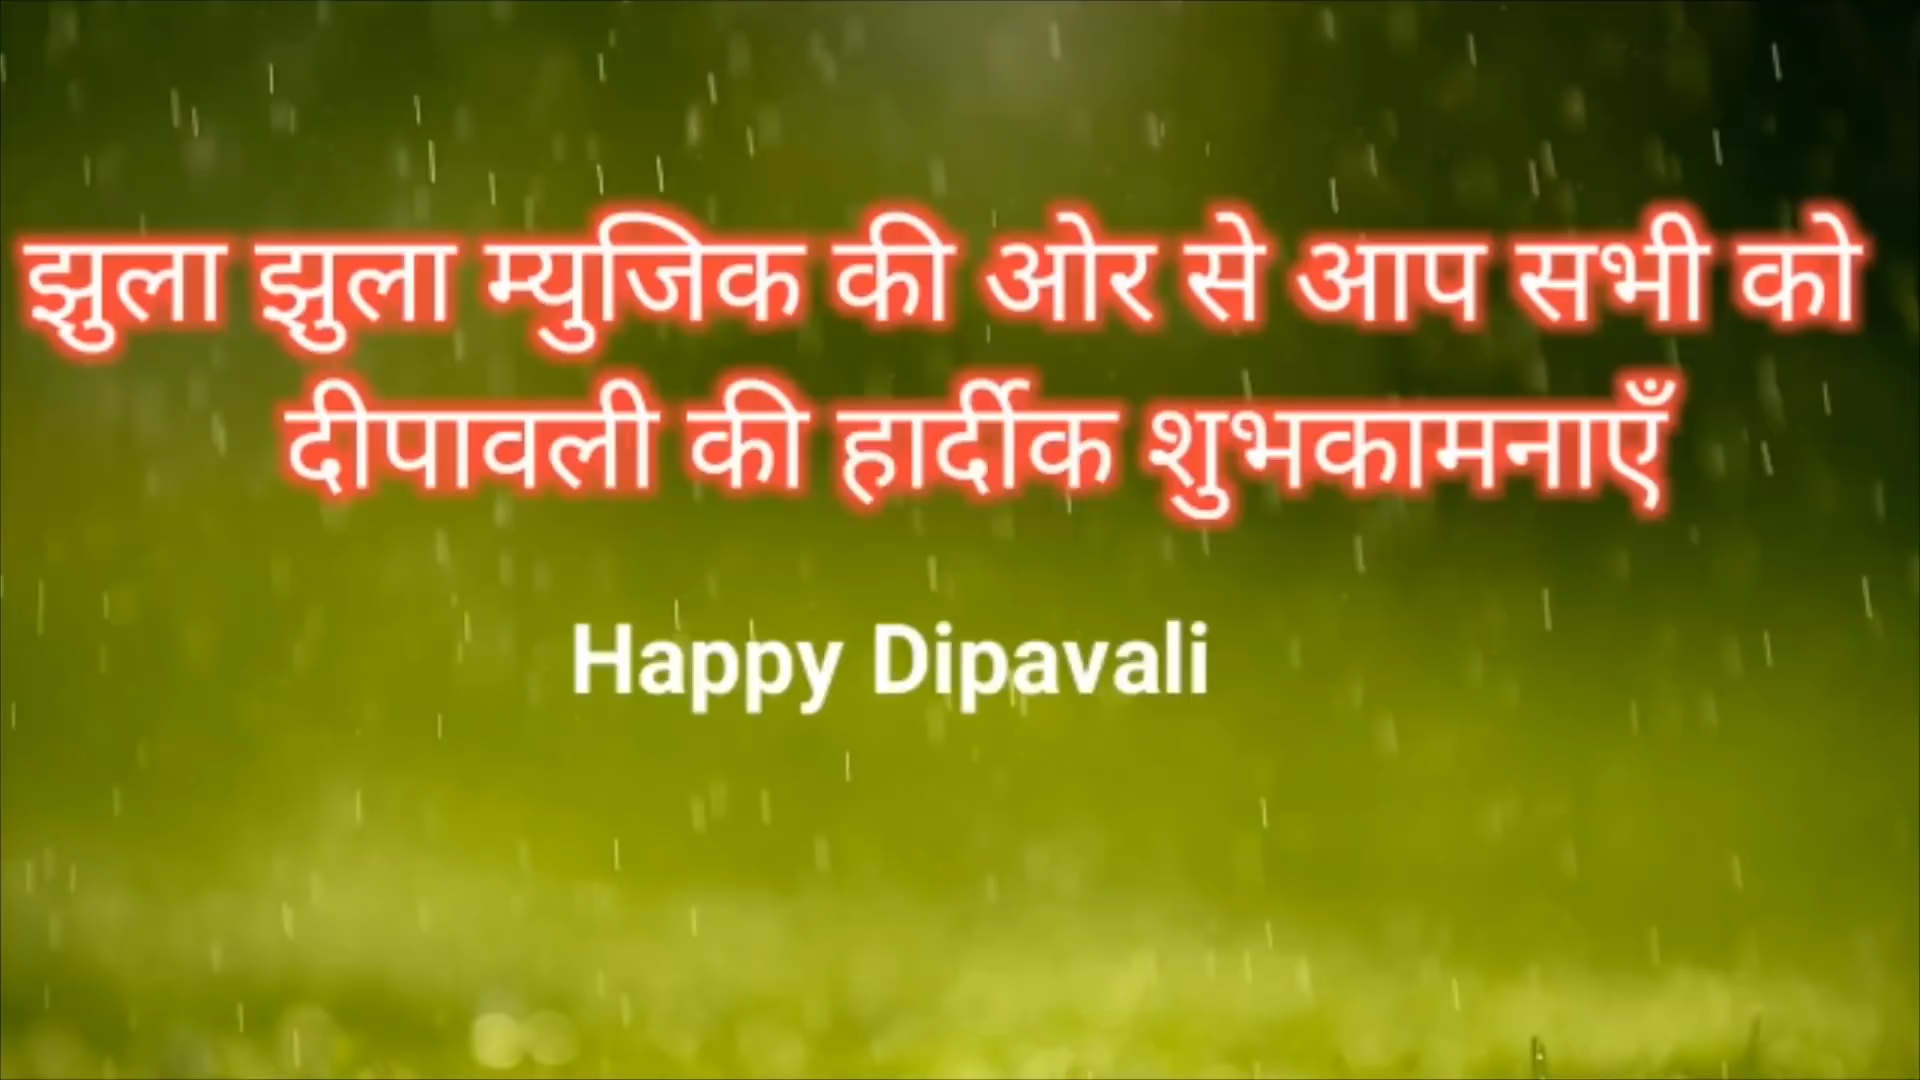 झुला झुला म्युजिक की ओर से आप सभी को
दीपावली की हार्दीक शुभकामनाएँ
Happy Dipavali